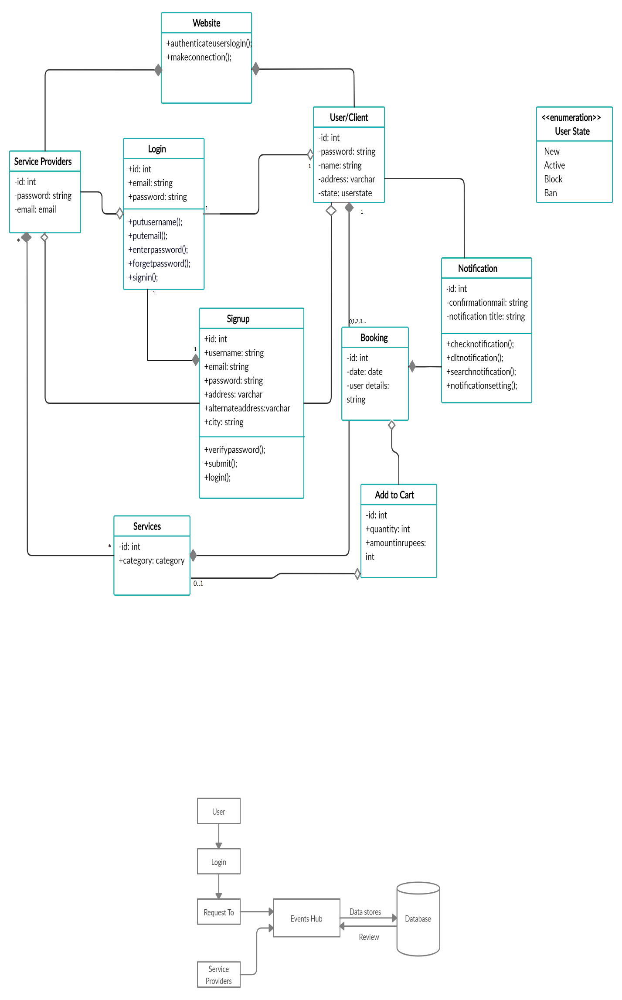 Website
+authenticateuserslogin();
+makeconnection();
User/Client
-id: int
-password: string
-name: string
-address: varchar
-state: userstate
1
1
<<enumeration>>
User State
New
Active
Block
Ban
Service Providers
-id: int
-password: string
-email: email
*
Login
+id: int
+email: string
+password: string
+putusername();
+putemail();
+enterpassword();
+forgetpassword();
+signin();
1
1
Notification
-id: int
-confirmationmail: string
-notification title: string
+checknotification();
+dltnotification();
+searchnotification();
+notificationsetting();
Signup
+id: int
+username: string
+email: string
+password: string
+address: varchar
+alternateaddress:varchar
+city: string
+verifypassword();
+submit();
+login();
1
0,1,2,3...
Booking
-id: int
-date: date
-user details:
string
Add to Cart
-id: int
+quantity: int
+amountinrupees:
int
Services
-id: int
+category: category
*
0..1
User
Login
Request To
Events Hub
Data stores
Review
Database
Service
Providers